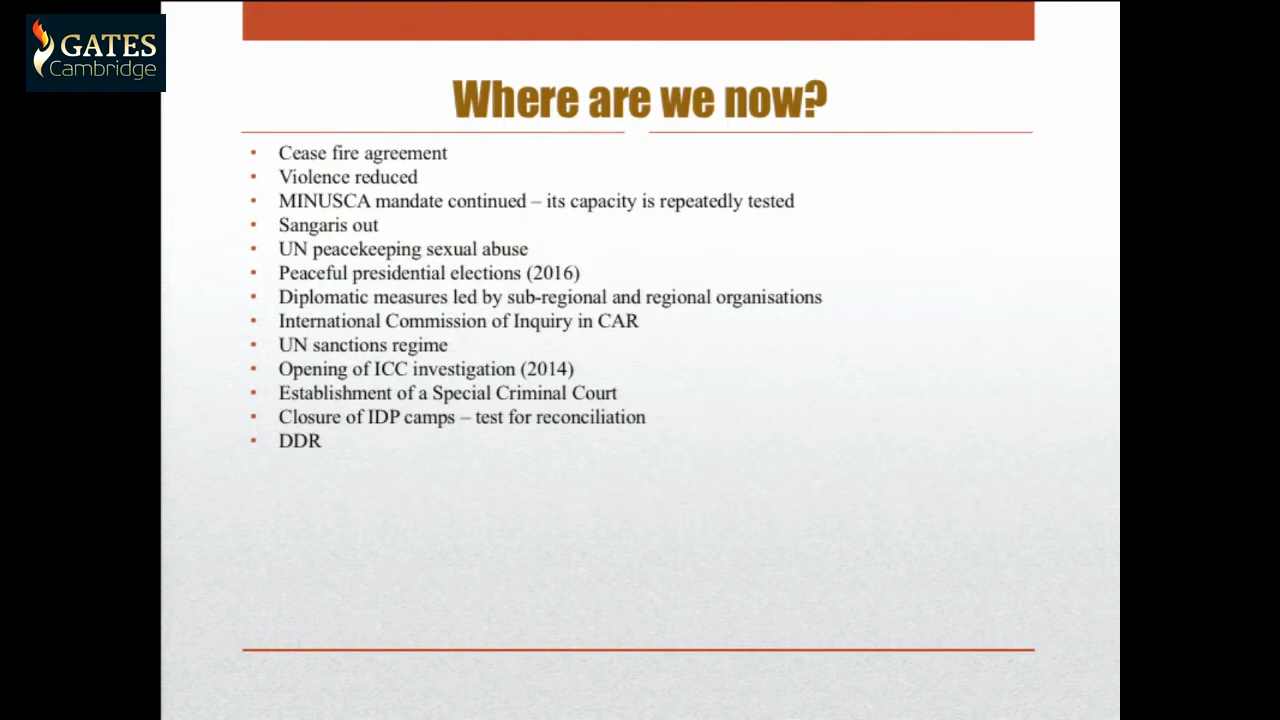 GATES
Cambridge
Where are we now?
• Cease fire agreement
• Violence reduced
• MINUSCA mandate continued – its capacity is repeatedly tested
• Sangaris out
• UN peacekeeping sexual abuse
• Peaceful presidential elections (2016)
• Diplomatic measures led by sub-regional and regional organisations
• International Commission of Inquiry in CAR
• UN sanctions regime
• Opening of ICC investigation (2014)
• Establishment of a Special Criminal Court
• Closure of IDP camps – test for reconciliation
• DDR